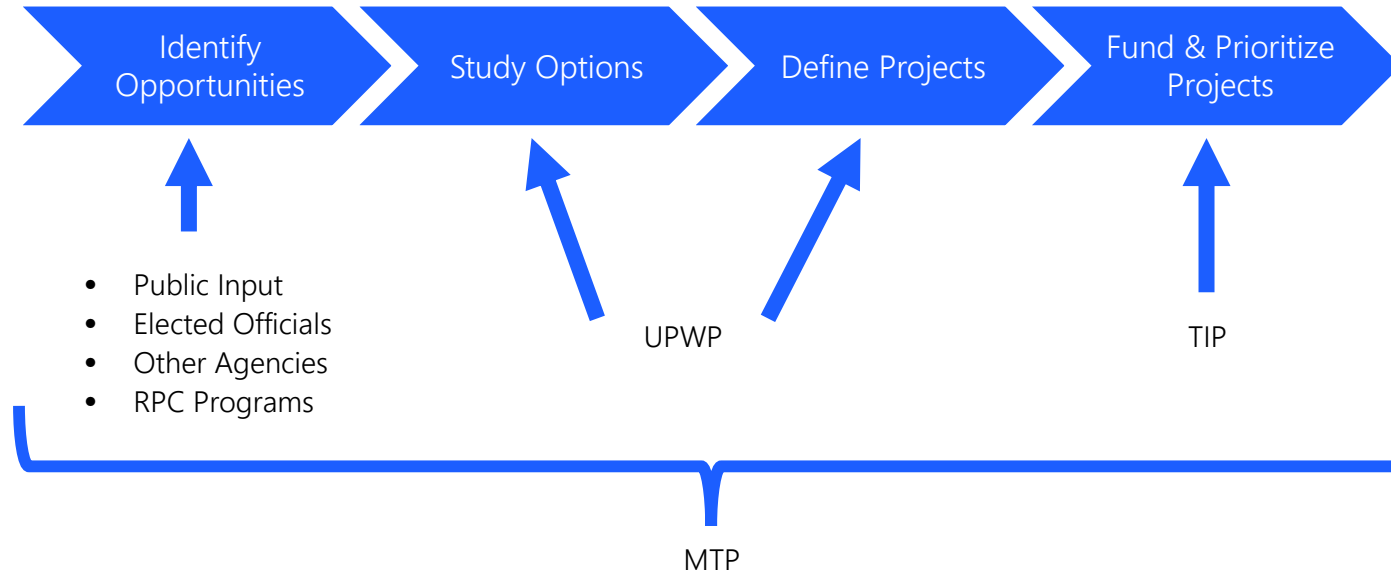 Identify
Opportunities
Study Options
Define Projects
Fund & Prioritize
Projects
• Public Input
• Elected Officials
• Other Agencies
• RPC Programs
UPWP
TIP
MTP